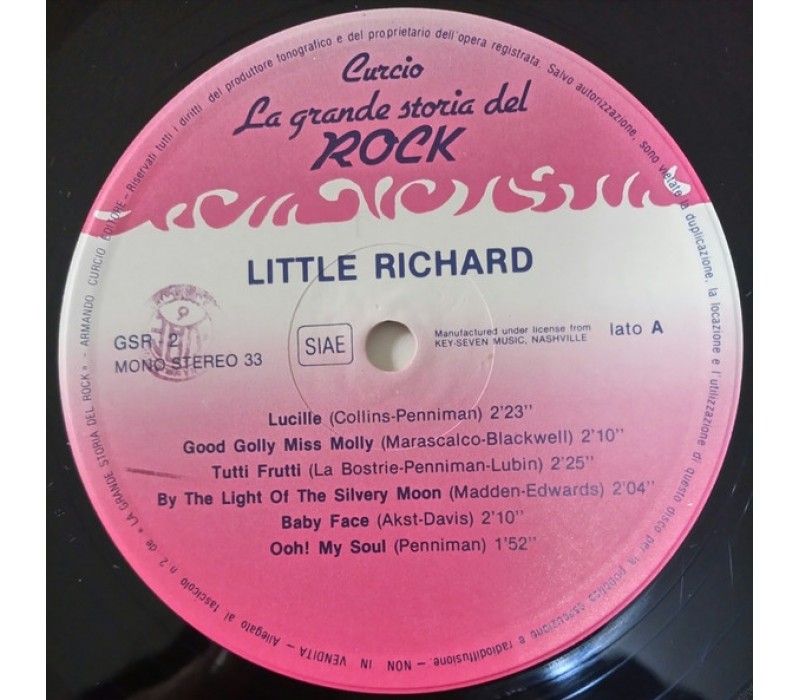 Curcio
La grande storia del
ROCK
LITTLE RICHARD
GSR 2
MONO STEREO 33
SIAE
Manufactured under license from
KEY-SEVEN MUSIC, NASHVILLE
lato A
Lucille (Collins-Penniman) 2'23''
Good Golly Miss Molly (Marascalco-Blackwell) 2'10''
Tutti Frutti (La Bostrie-Penniman-Lubin) 2'25''
By The Light Of The Silvery Moon (Madden-Edwards) 2'04''
Baby Face (Akst-Davis) 2'10''
Ooh! My Soul (Penniman) 1'52''
Allegato al fascicolo n. 2 de «LA GRANDE STORIA DEL ROCK» - ARMANDO CURCIO EDITORE - Riservati tutti i diritti del produttore fonografico e del proprietario dell'opera registrata. Salvo autorizzazione, sono vietate la duplicazione, la locazione e l'utilizzazione di questo disco per la pubblica esecuzione e radiodiffusione. — NON IN VENDITA —